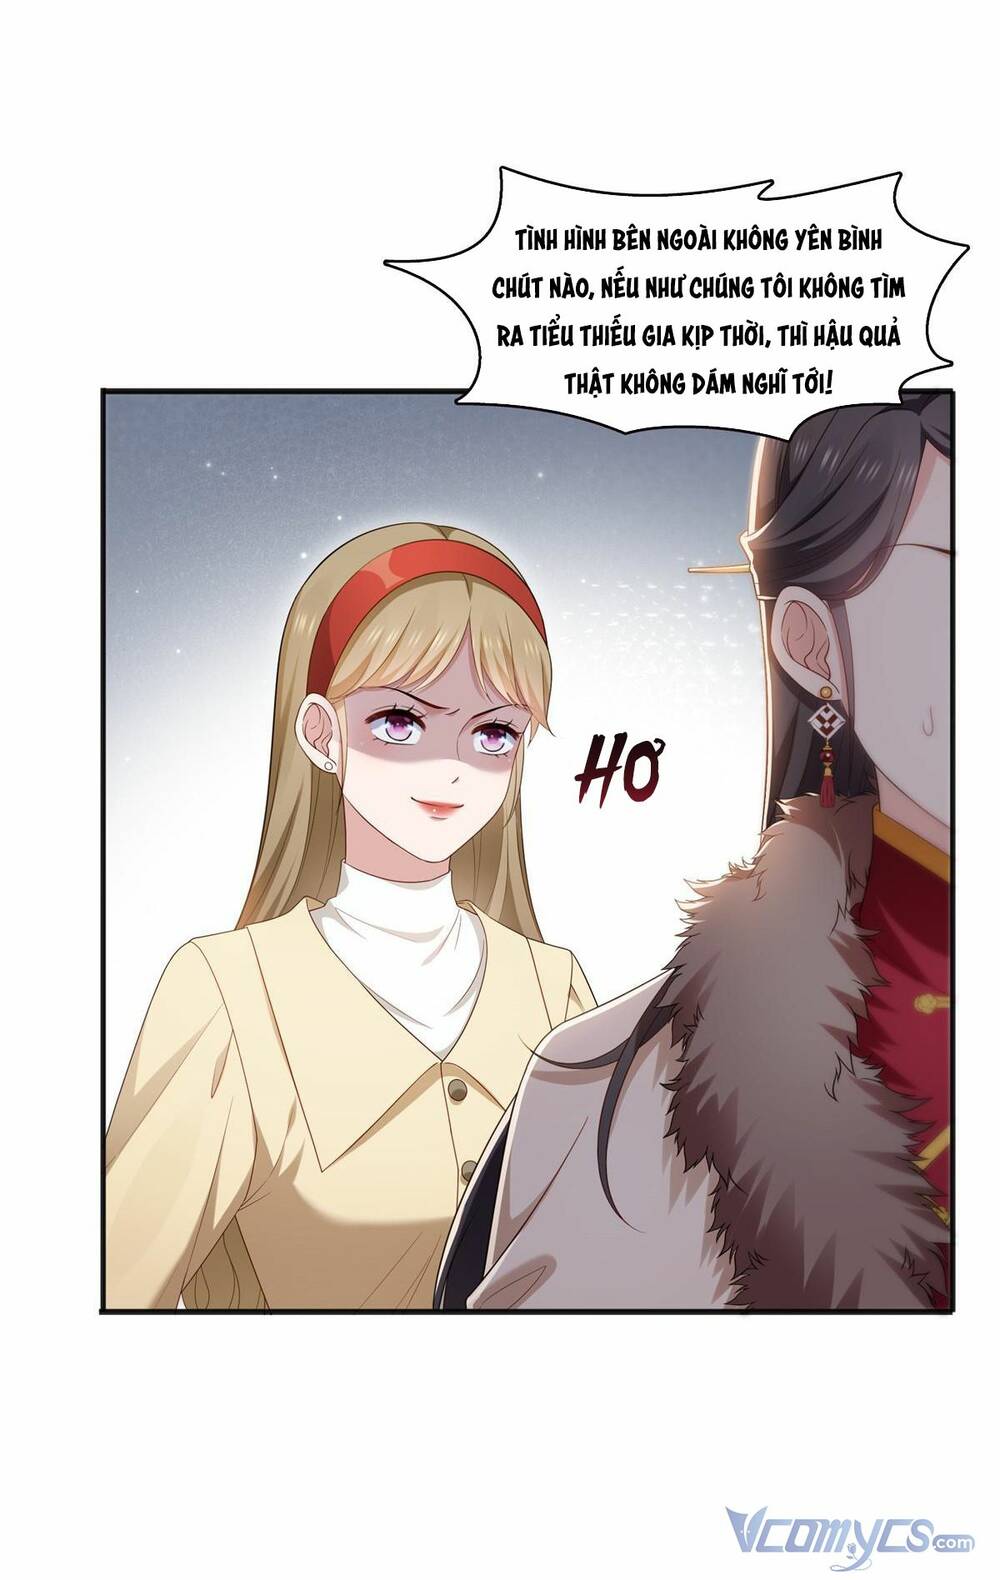 TÌNH HÌNH BÊN NGOÀI KHÔNG YÊN BÌNH
CHÚT NÀO, NẾU NHƯ CHÚNG TÔI KHÔNG TÌM
RA TIỂU THIẾU GIA KỊP THỜI, THÌ HẬU QUẢ
THẬT KHÔNG DÁM NGHĨ TỚI!
HƠ
VCOMYCS.com